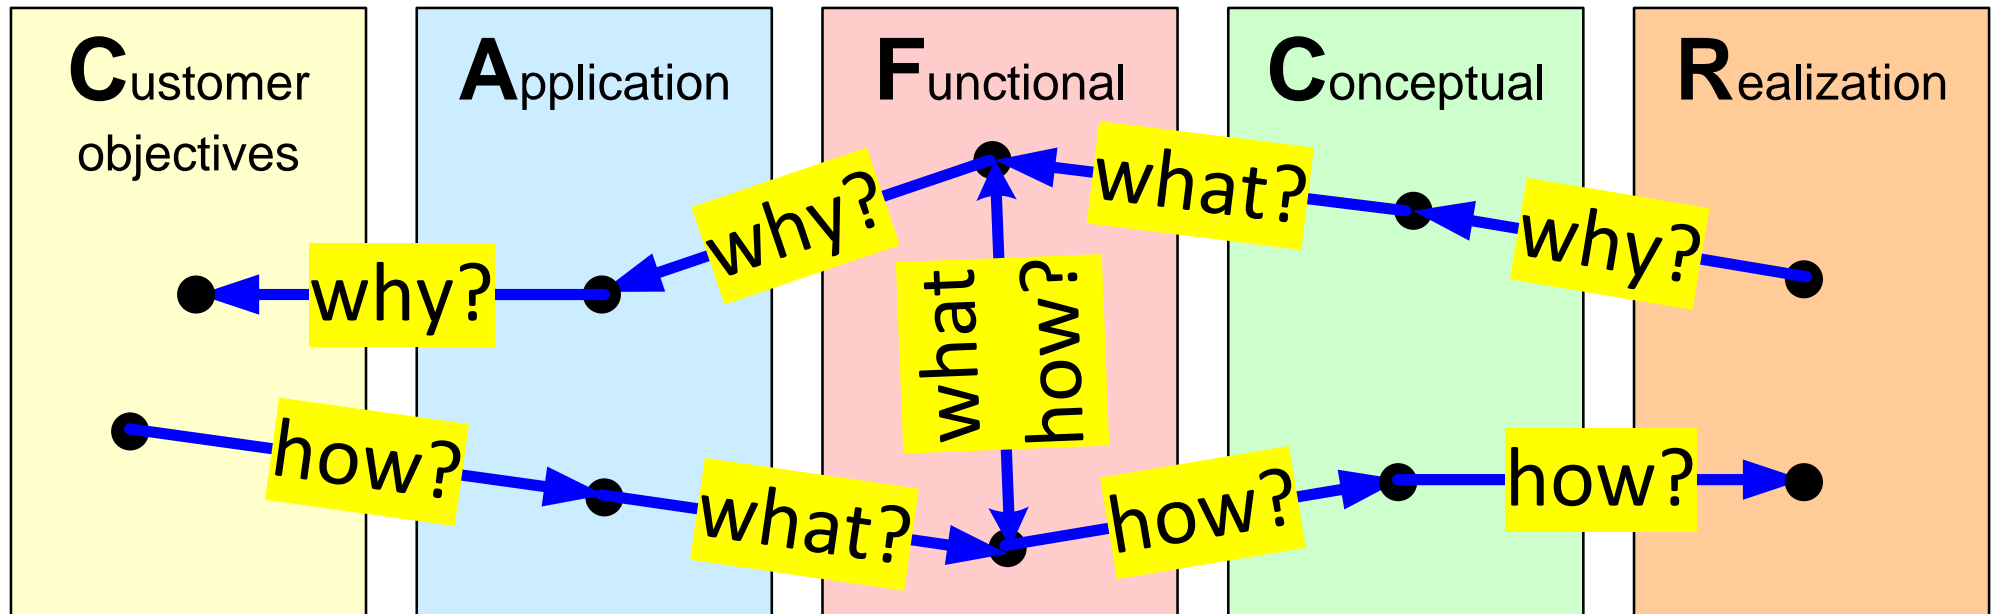 Customer
objectives
Application
Functional
Conceptual
Realization
why?
why?
what?
why?
what
how?
how?
what?
how?
how?